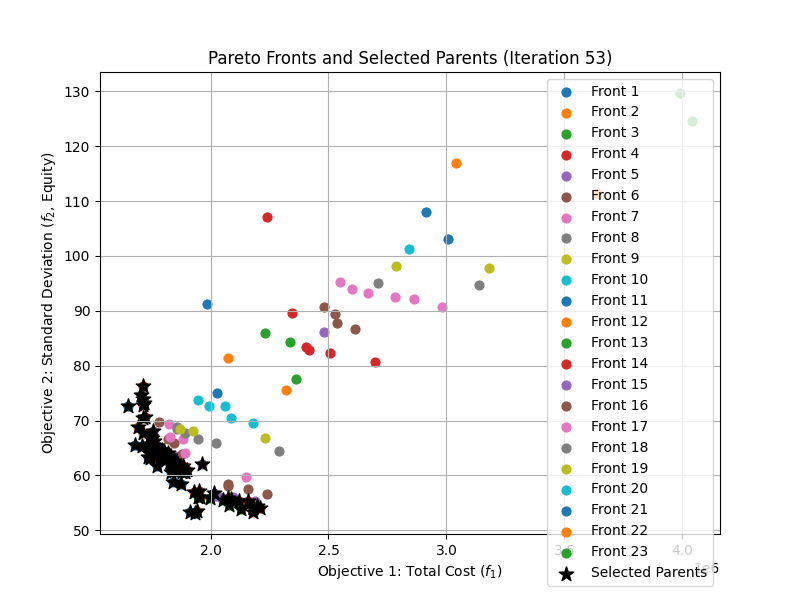 Pareto Fronts and Selected Parents (Iteration 53)
Objective 2: Standard Deviation (f₂, Equity)
130
120
110
100
90
80
70
60
50
2.0
2.5
3.0
3.5
4.0
1e6
Objective 1: Total Cost (f₁)
Front 1
Front 2
Front 3
Front 4
Front 5
Front 6
Front 7
Front 8
Front 9
Front 10
Front 11
Front 12
Front 13
Front 14
Front 15
Front 16
Front 17
Front 18
Front 19
Front 20
Front 21
Front 22
Front 23
Selected Parents